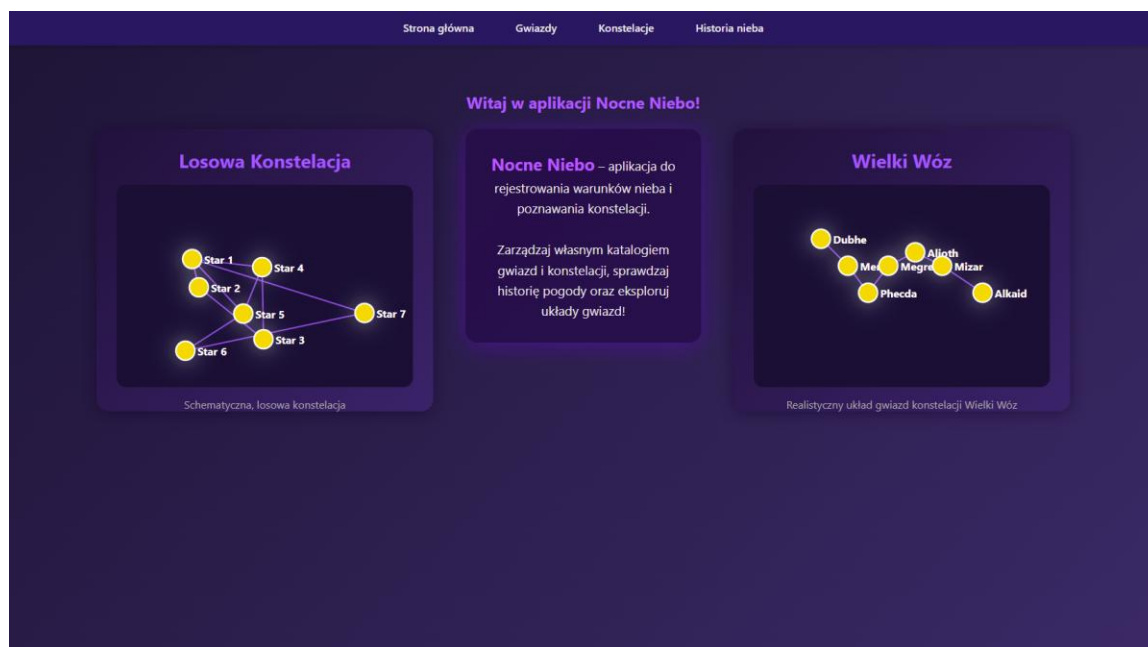 Strona główna Gwiazdy Konstelacje Historia nieba
Witaj w aplikacji Nocne Niebo!
Losowa Konstelacja
Star 1
Star 4
Star 2
Star 5
Star 7
Star 3
Star 6
Schematyczna, losowa konstelacja
Nocne Niebo – aplikacja do
rejestrowania warunków nieba i
poznawania konstelacji.
Zarządzaj własnym katalogiem
gwiazd i konstelacji, sprawdzaj
historię pogody oraz eksploruj
układy gwiazd!
Wielki Wóz
Dubhe
Alioth
Megre
Mizar
Phecda
Alkaid
Realistyczny układ gwiazd konstelacji Wielki Wóz